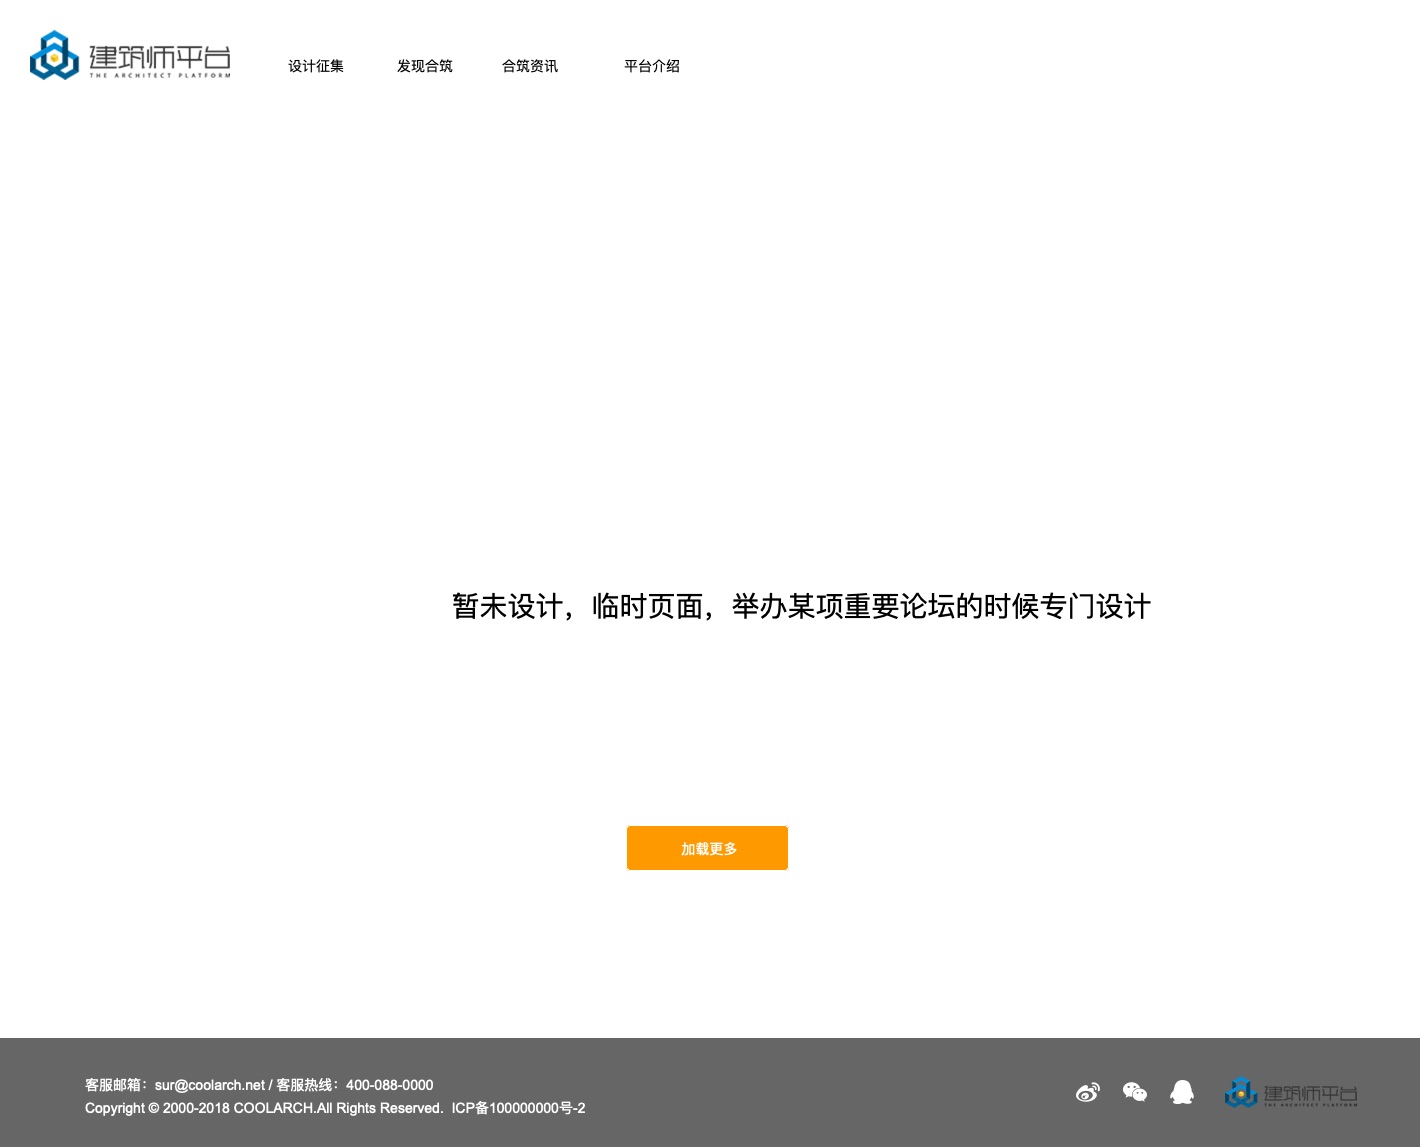 建筑师平台
THE ARCHITECT PLATFORM
设计征集 发现合筑 合筑资讯 平台介绍
暂未设计，临时页面，举办某项重要论坛的时候专门设计
加载更多
客服邮箱：sur@coolarch.net / 客服热线：400-088-0000
Copyright © 2000-2018 COOLARCH.All Rights Reserved. ICP备100000000号-2
建筑师平台
THE ARCHITECT PLATFORM